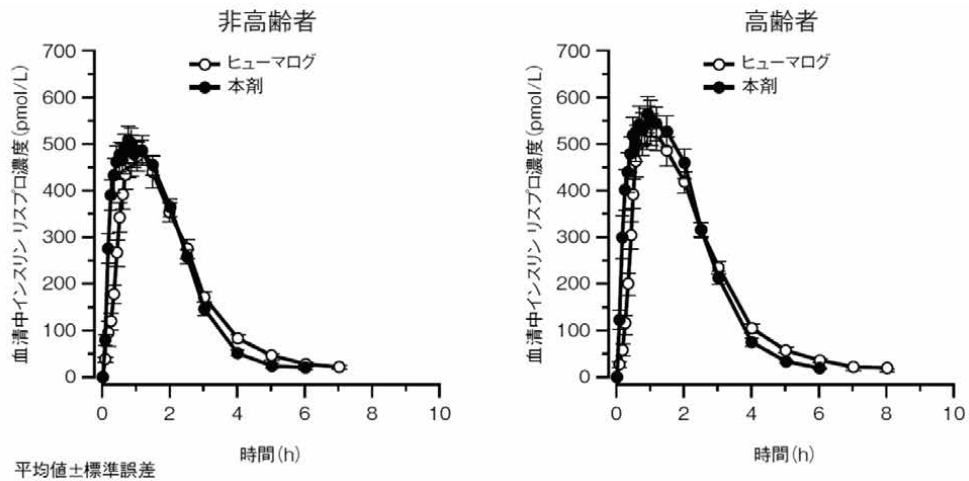 非高齢者
700
600
500
400
300
200
100
0
血清中インスリン リスプロ濃度(pmol/L)
ヒューマログ
本剤
0 2 4 6 8 10
時間(h)
高齢者
700
600
500
400
300
200
100
0
血清中インスリン リスプロ濃度(pmol/L)
ヒューマログ
本剤
0 2 4 6 8 10
時間(h)
平均値±標準誤差